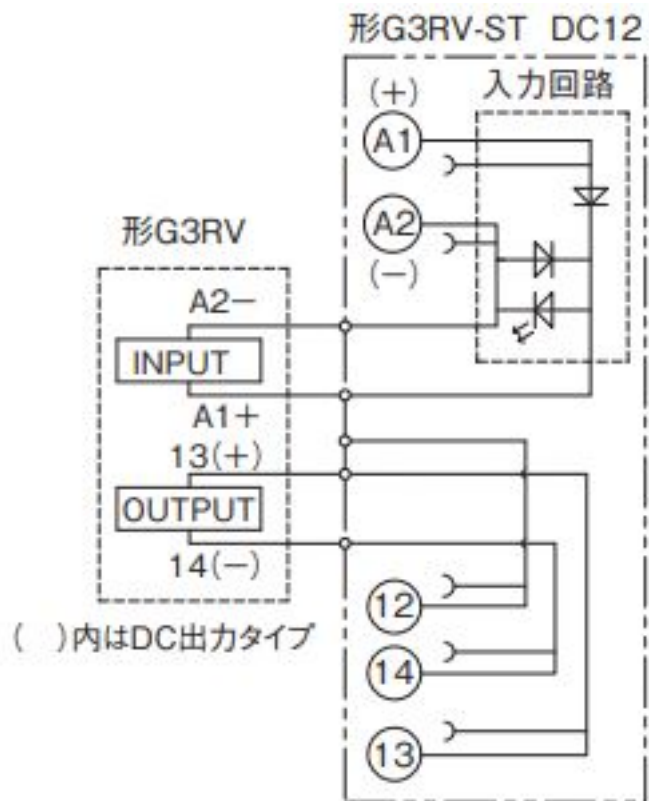 形G3RV-ST DC12
(+)
入力回路
A1
A2
(−)
形G3RV
A2−
INPUT
A1+
13(+)
OUTPUT
14(−)
12
14
13
( )内はDC出力タイプ